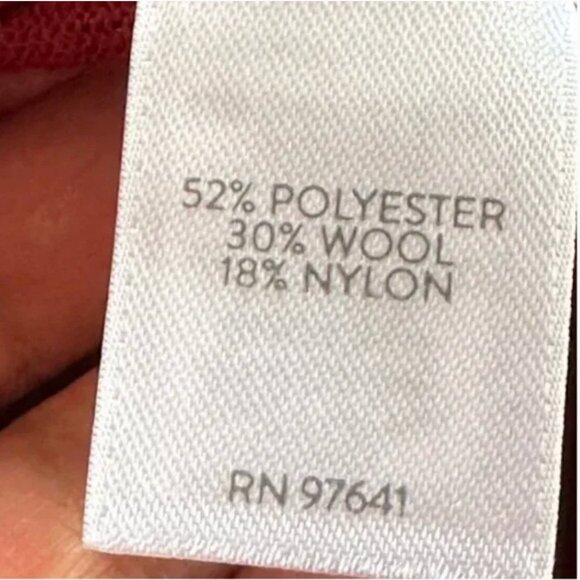 52% POLYESTER
30% WOOL
18% NYLON
RN 97641